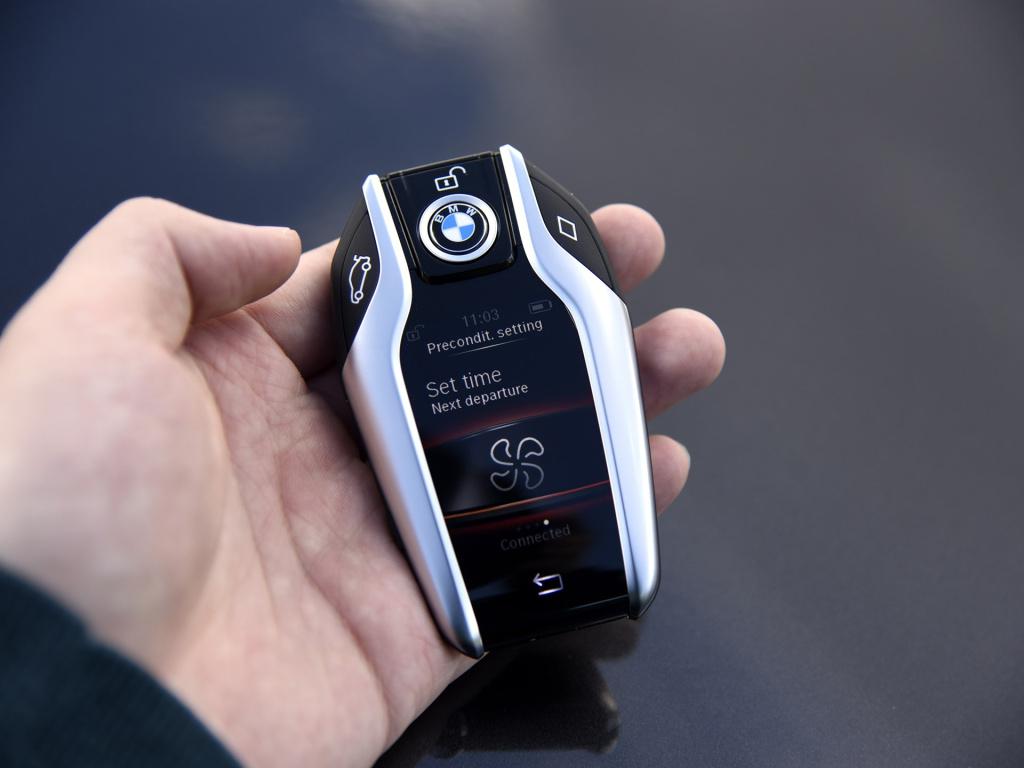 BMW
11:03
Precondit. setting
Set time
Next departure
Connected